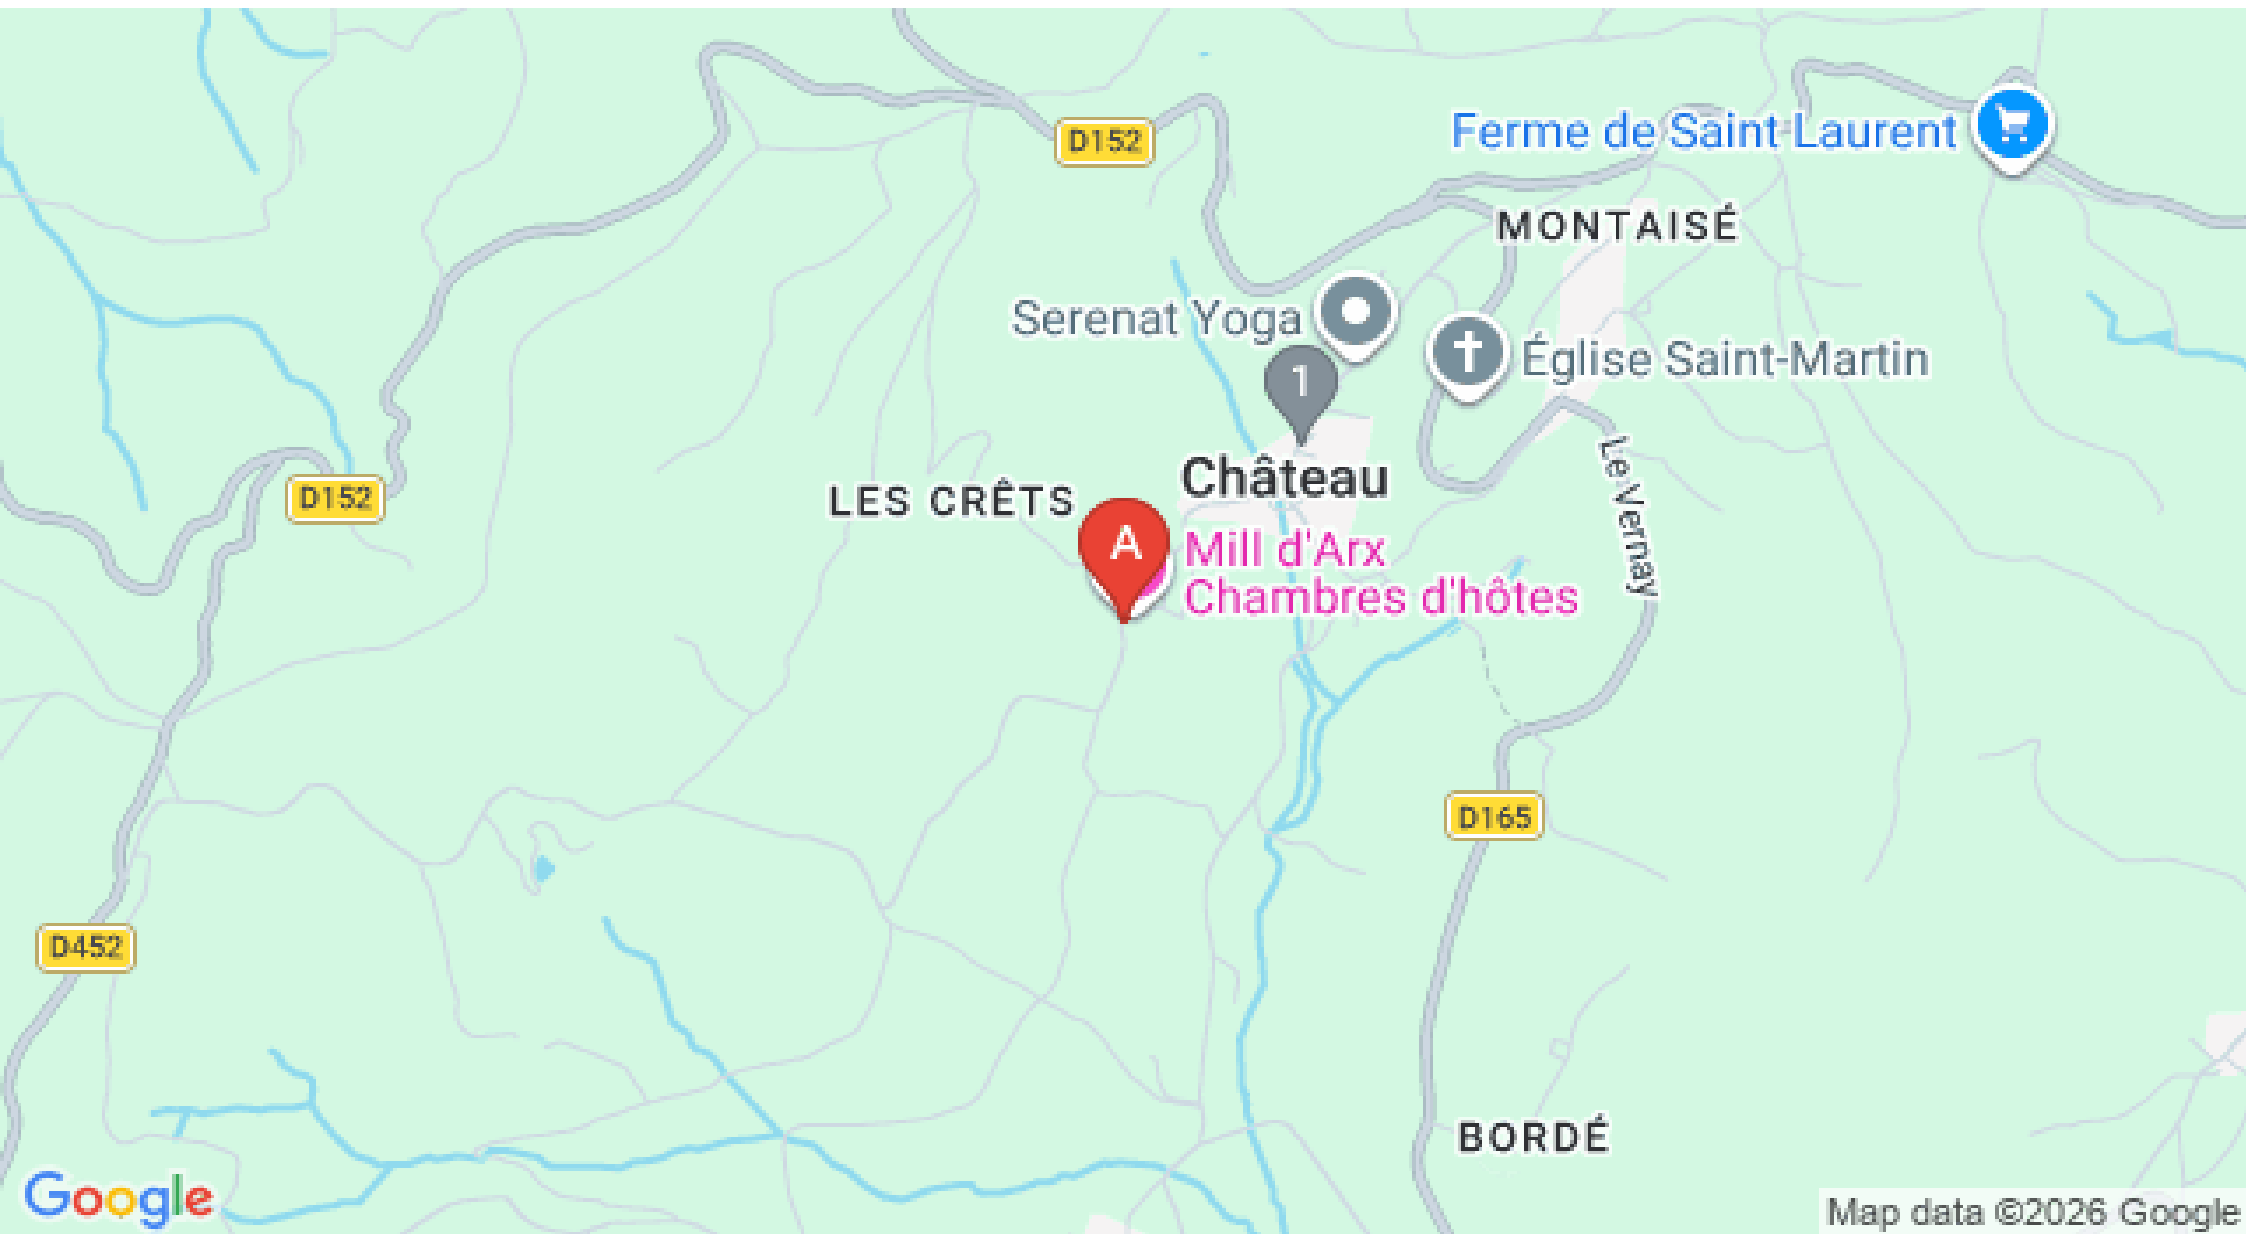 D152
Ferme de Saint-Laurent
MONTAISÉ
Serenat Yoga
Église Saint-Martin
1
Château
LES CRÊTS
D152
A
Mill d'Arx
Chambres d'hôtes
Le Vernay
D165
D452
BORDÉ
Google
Map data ©2026 Google